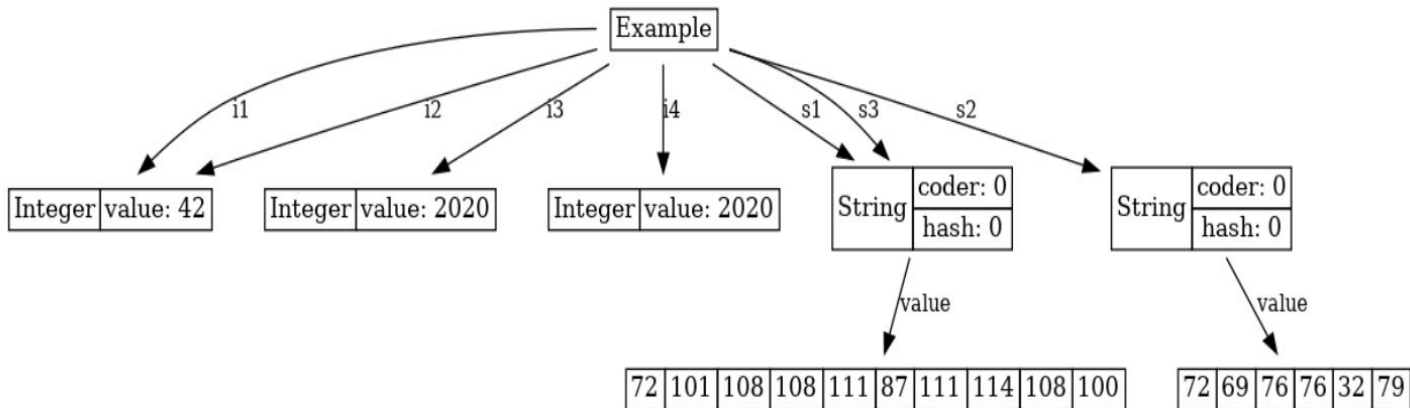 Example
i1 i2 i3 i4 s1 s3 s2
Integer value: 42
Integer value: 2020
Integer value: 2020
String coder: 0
hash: 0
String coder: 0
hash: 0
value value
72 101 108 108 111 87 111 114 108 100
72 69 76 76 32 79